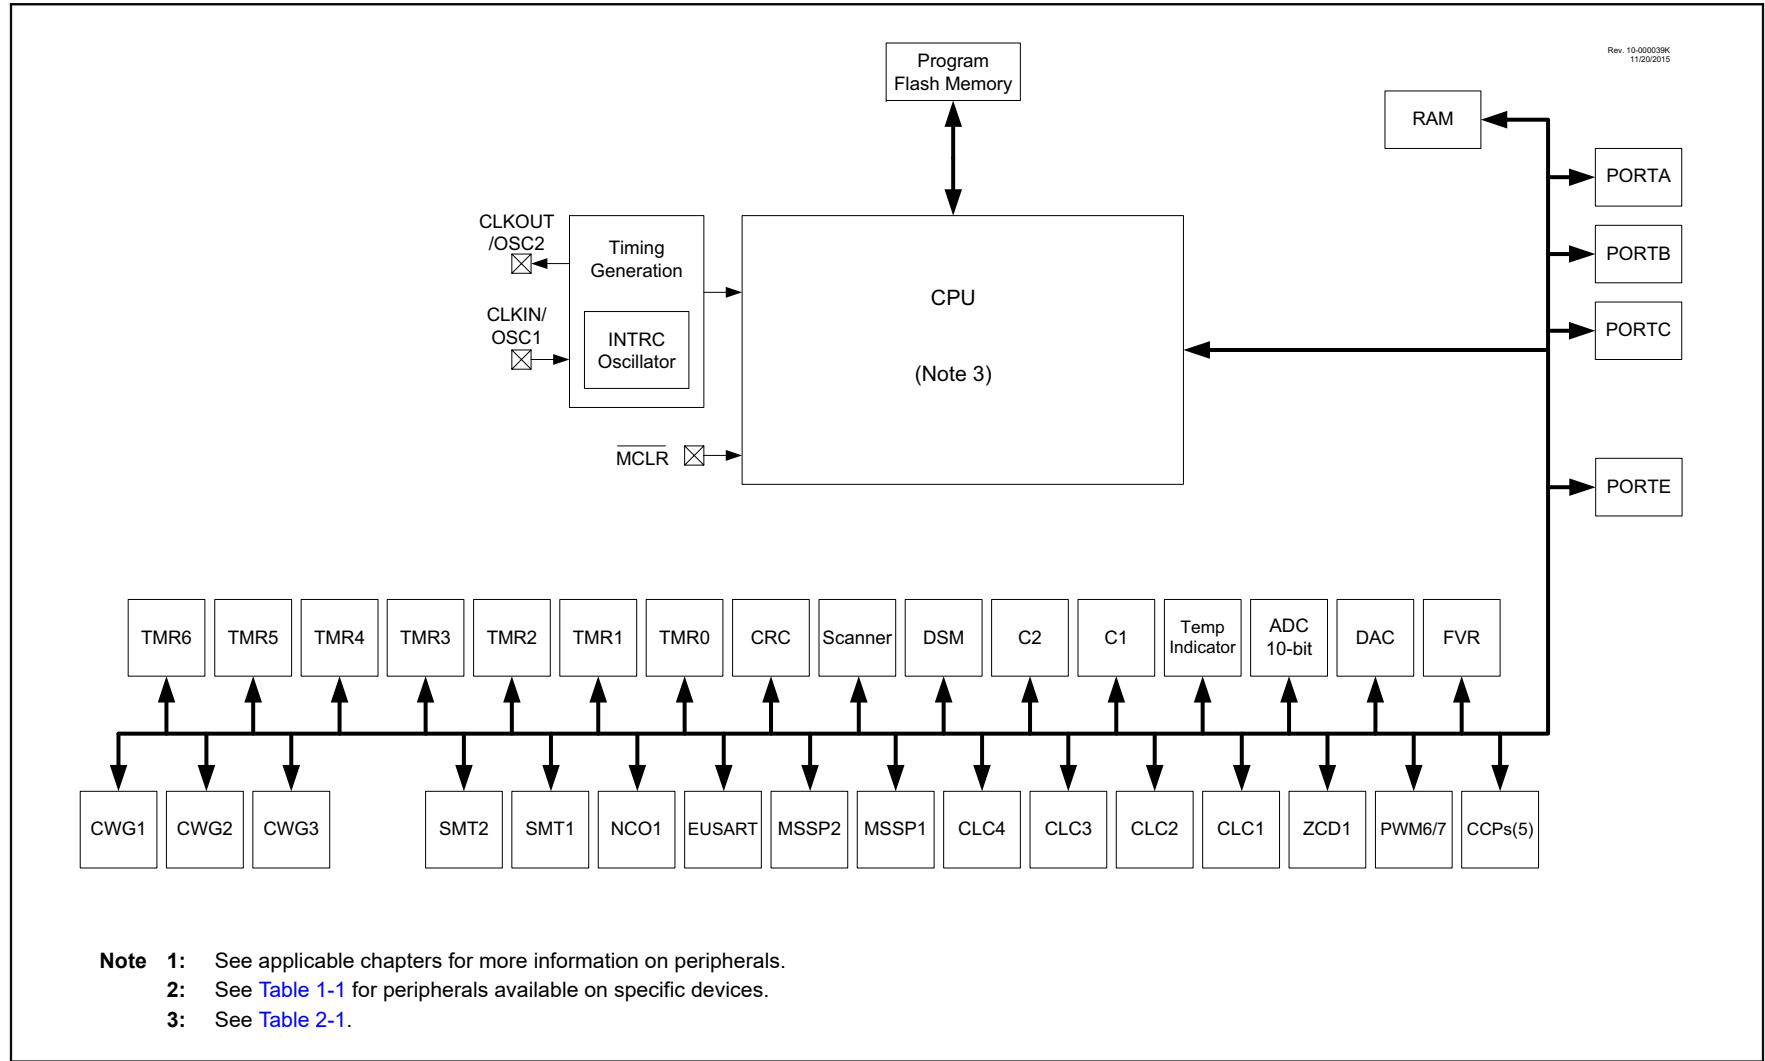 Rev. 10-000039K
11/20/2015
Program
Flash Memory
RAM
PORTA
PORTB
PORTC
PORTE
CLKOUT
/OSC2
CLKIN/
OSC1
Timing
Generation
INTRC
Oscillator
MCLR
CPU
(Note 3)
TMR6
TMR5
TMR4
TMR3
TMR2
TMR1
TMR0
CRC
Scanner
DSM
C2
C1
Temp
Indicator
ADC
10-bit
DAC
FVR
CWG1
CWG2
CWG3
SMT2
SMT1
NCO1
EUSART
MSSP2
MSSP1
CLC4
CLC3
CLC2
CLC1
ZCD1
PWM6/7
CCPs(5)
Note 1: See applicable chapters for more information on peripherals.
2: See Table 1-1 for peripherals available on specific devices.
3: See Table 2-1.